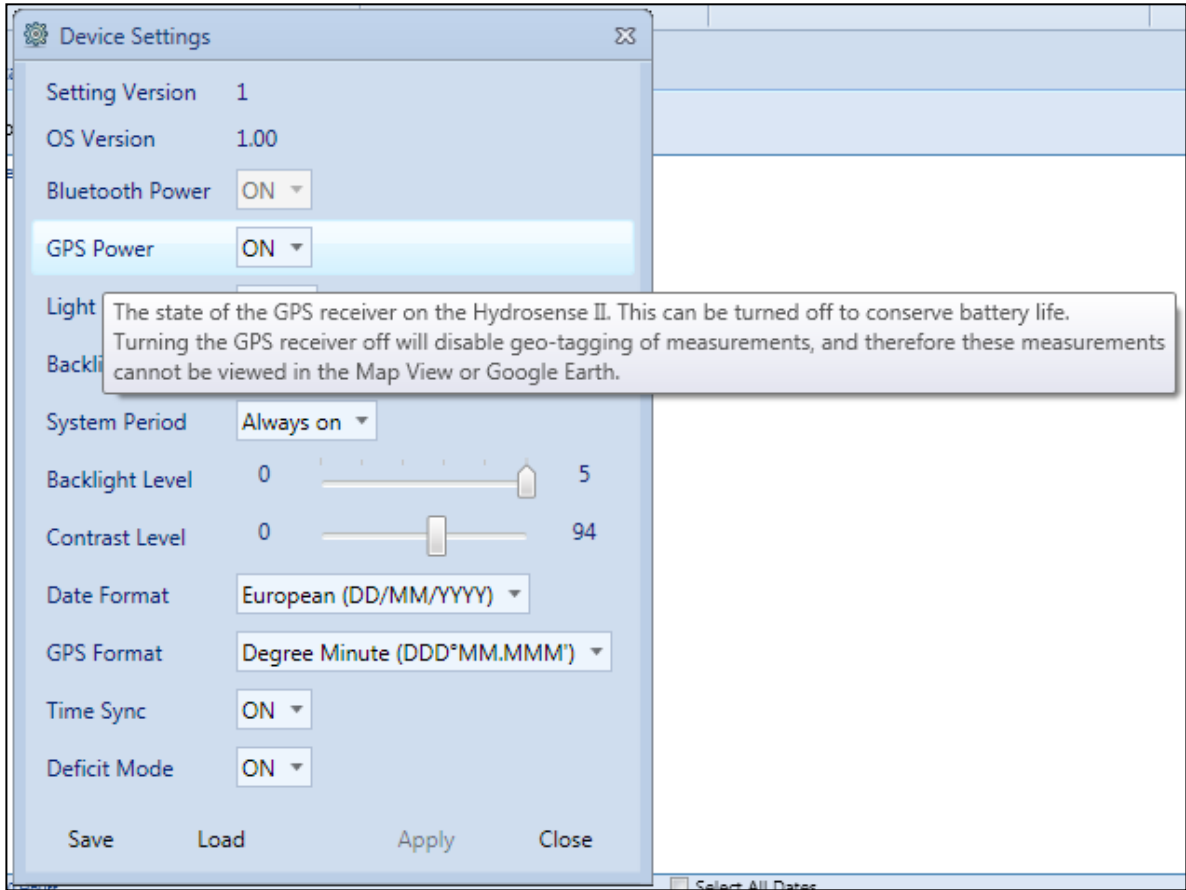 Device Settings
Setting Version 1
OS Version 1.00
Bluetooth Power ON
GPS Power ON
Light
The state of the GPS receiver on the Hydrosense II. This can be turned off to conserve battery life.
Turning the GPS receiver off will disable geo-tagging of measurements, and therefore these measurements
cannot be viewed in the Map View or Google Earth.
System Period Always on
Backlight Level 0 5
Contrast Level 0 94
Date Format European (DD/MM/YYYY)
GPS Format Degree Minute (DDD°MM.MMM')
Time Sync ON
Deficit Mode ON
Save Load Apply Close
Select All Dates